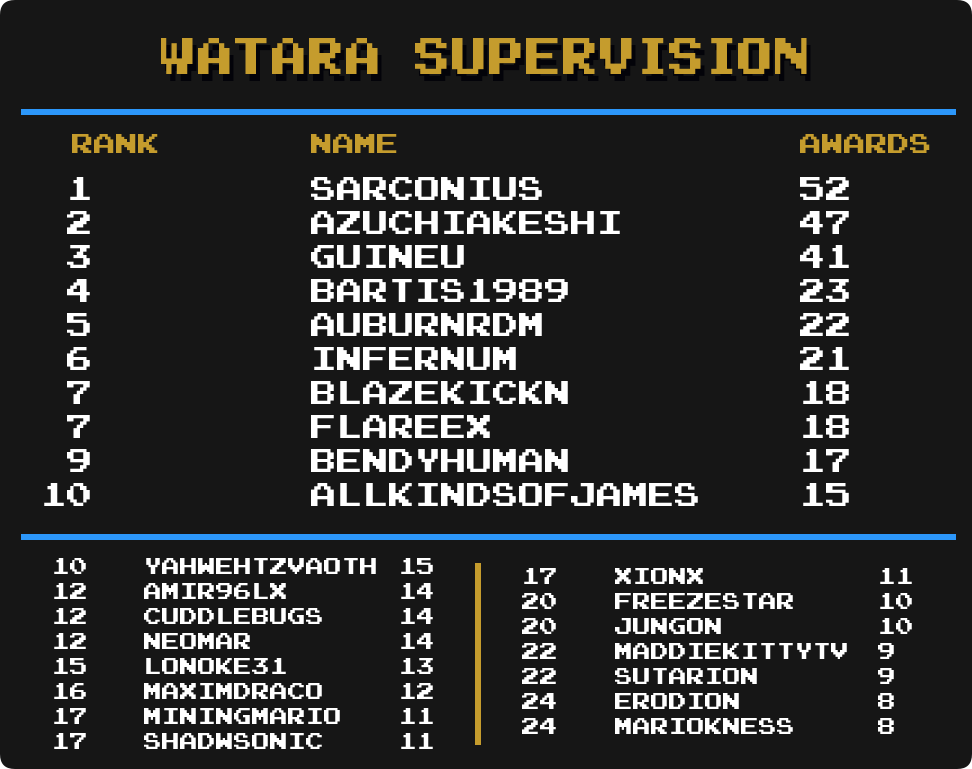 WATARA SUPERVISION
RANK NAME AWARDS
1 SARCONIUS 52
2 AZUCHIAKESHI 47
3 GUINEU 41
4 BARTIS1989 23
5 AUBURNRDM 22
6 INFERNUM 21
7 BLAZEKICKN 18
7 FLAREEX 18
9 BENDYHUMAN 17
10 ALLKINDSOFJAMES 15
10 YAHWEHTZVAOTH 15
12 AMIR96LX 14
12 CUDDLEBUGS 14
12 NEOMAR 14
15 LONOKE31 13
16 MAXIMDRACO 12
17 MININGMARIO 11
17 SHADWSONIC 11
17 XIONX 11
20 FREEZESTAR 10
20 JUNGON 10
22 MADDIEKITTYTV 9
22 SUTARION 9
24 ERODION 8
24 MARIOKNESS 8